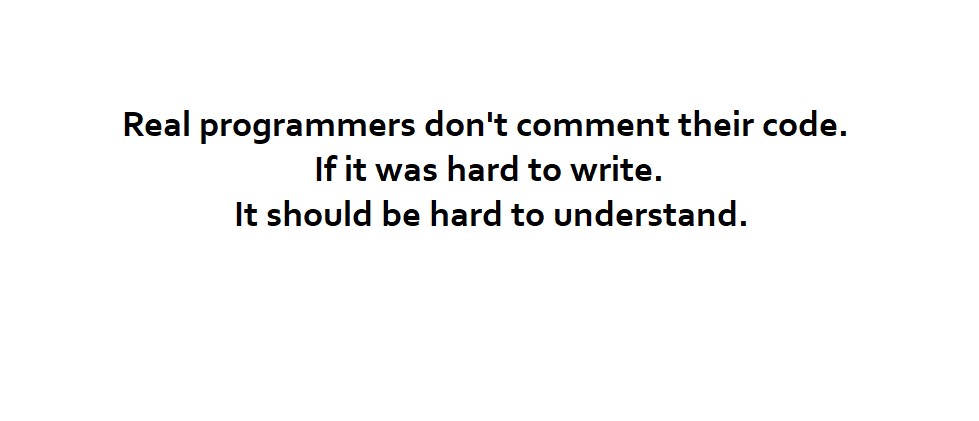 Real programmers don't comment their code.
If it was hard to write.
It should be hard to understand.